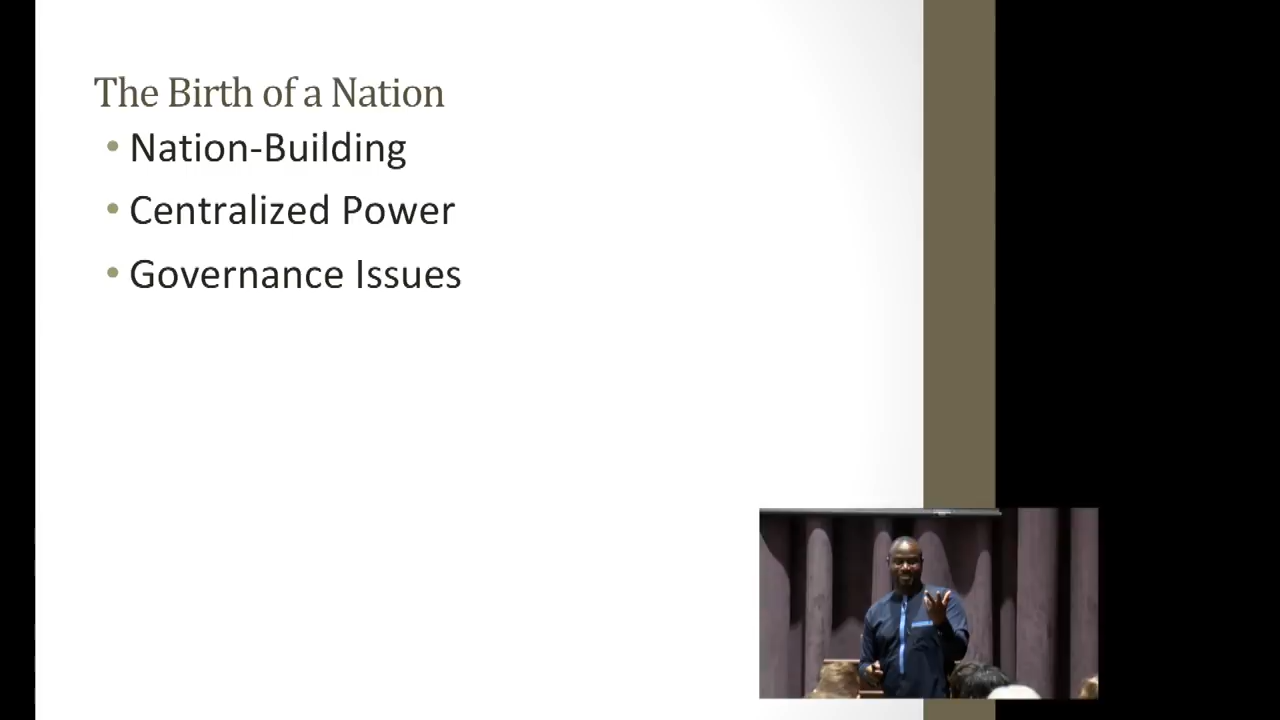 The Birth of a Nation
• Nation-Building
• Centralized Power
• Governance Issues